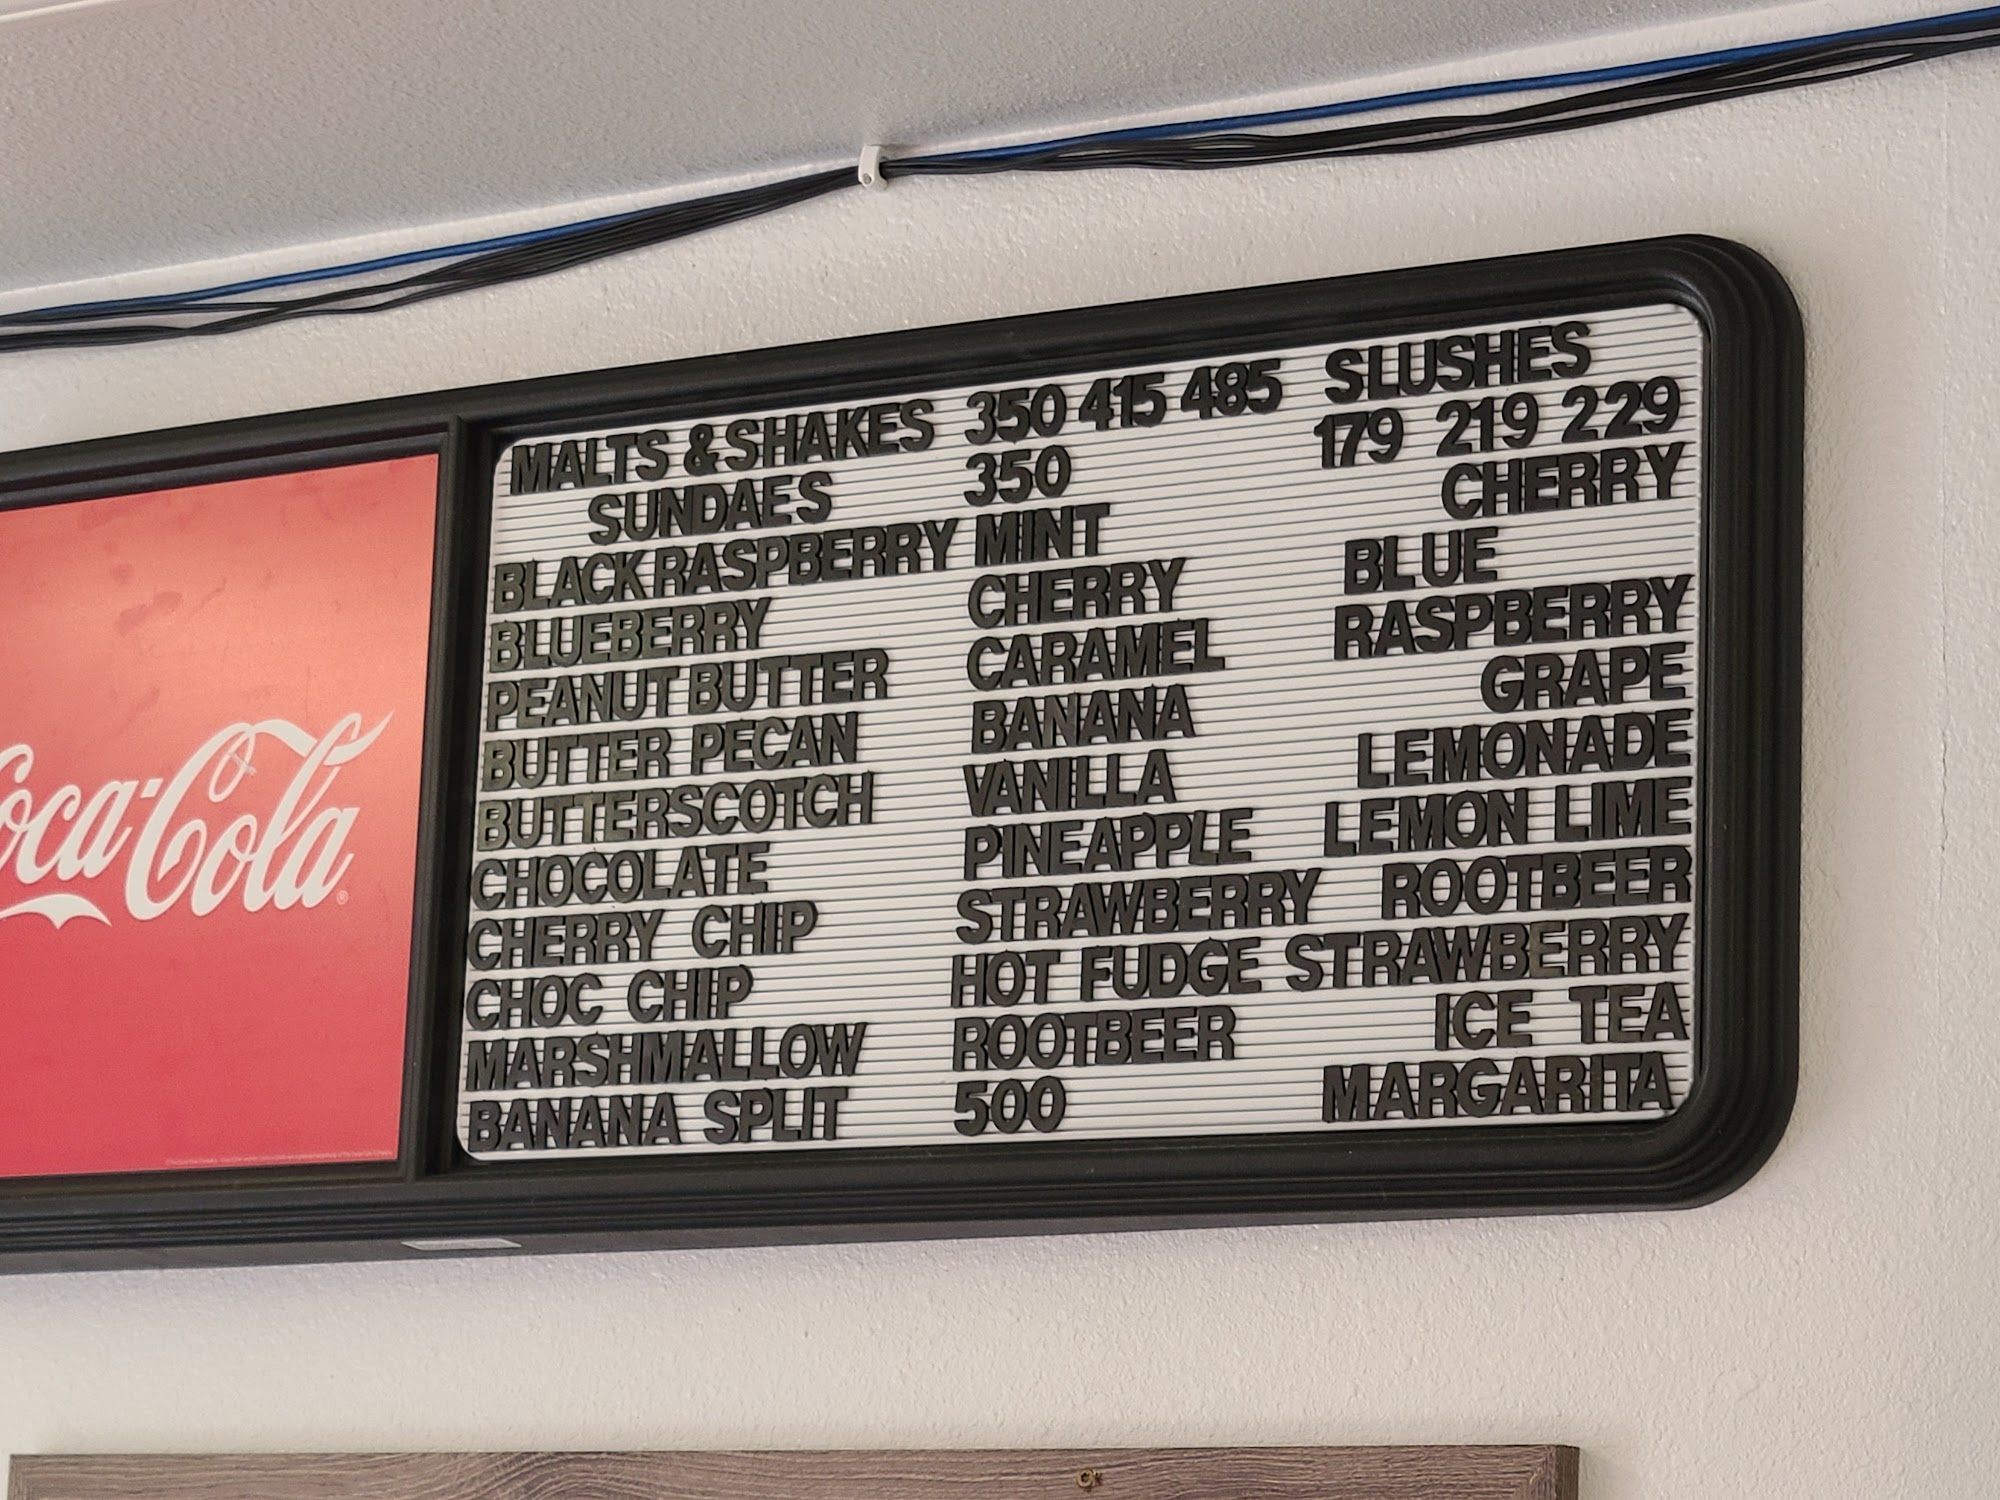 Coca-Cola
MALTS & SHAKES 350 415 485
SUNDAES 350
BLACK RASPBERRY MINT
BLUEBERRY CHERRY
PEANUT BUTTER CARAMEL
BUTTER PECAN BANANA
BUTTERSCOTCH VANILLA
CHOCOLATE PINEAPPLE
CHERRY CHIP STRAWBERRY
CHOC CHIP HOT FUDGE
MARSHMALLOW ROOTBEER
BANANA SPLIT 500
SLUSHES
179 219 229
CHERRY
BLUE
RASPBERRY
GRAPE
LEMONADE
LEMON LIME
ROOTBEER
STRAWBERRY
ICE TEA
MARGARITA